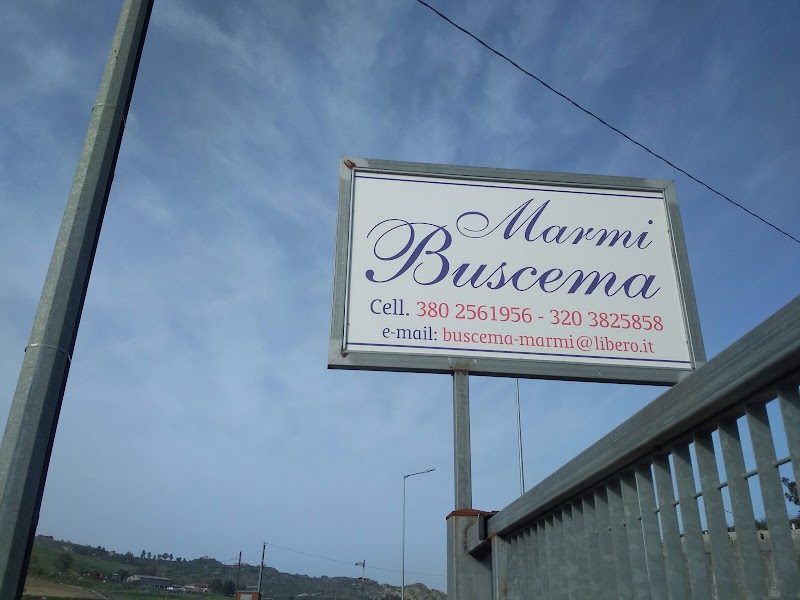 Marmi
Buscema
Cell. 380 2561956 - 320 3825858
e-mail: buscema-marmi@libero.it